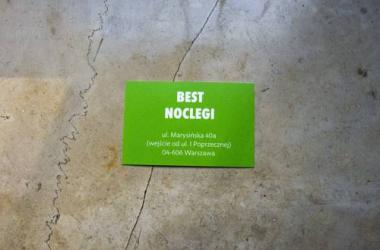 BEST
NOCLEGI
ul. Marysińska 40a
(wejście od ul. I Poprzecznej)
04-606 Warszawa